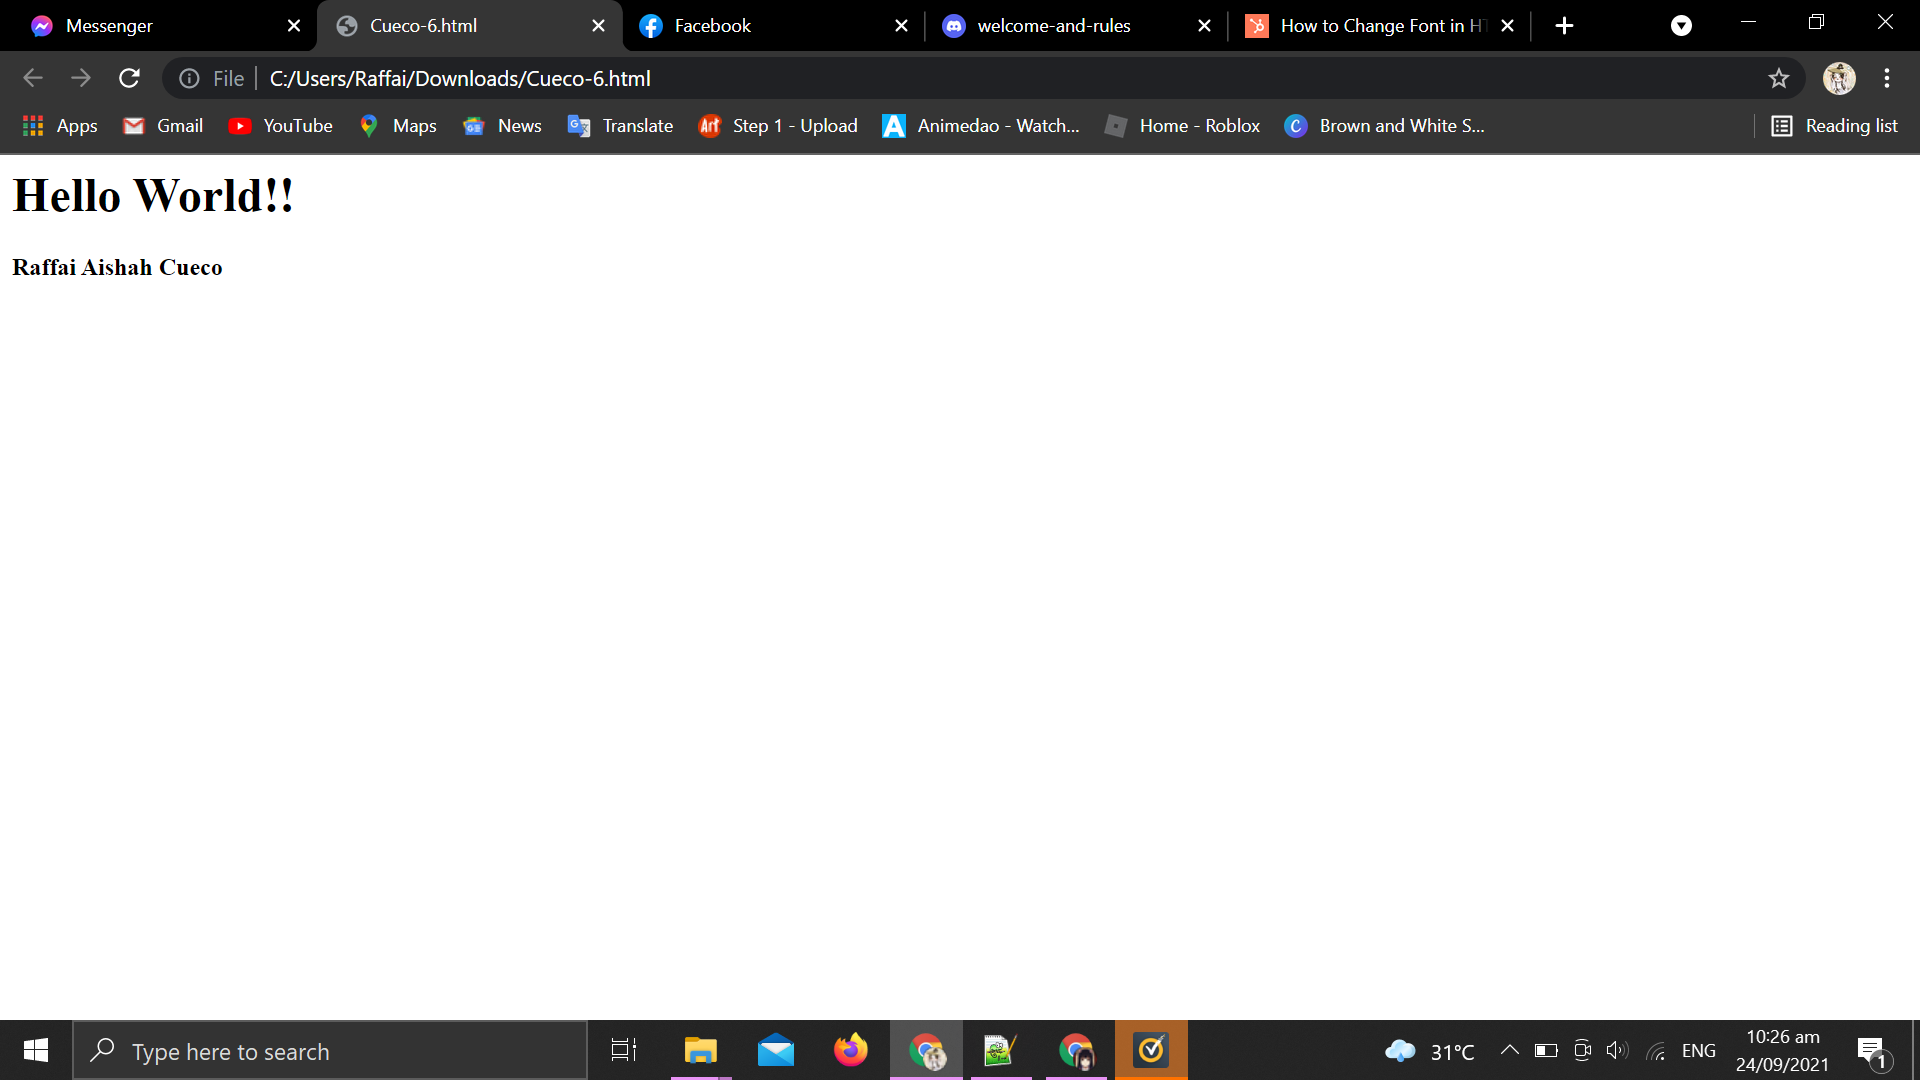 Messenger
Cueco-6.html
Facebook
welcome-and-rules
How to Change Font in HT
File
C:/Users/Raffai/Downloads/Cueco-6.html
Apps
Gmail
YouTube
Maps
News
Translate
Step 1 - Upload
Animedao - Watch...
Home - Roblox
Brown and White S...
Reading list
Hello World!!
Raffai Aishah Cueco
Type here to search
31°C
ENG
10:26 am
24/09/2021
1